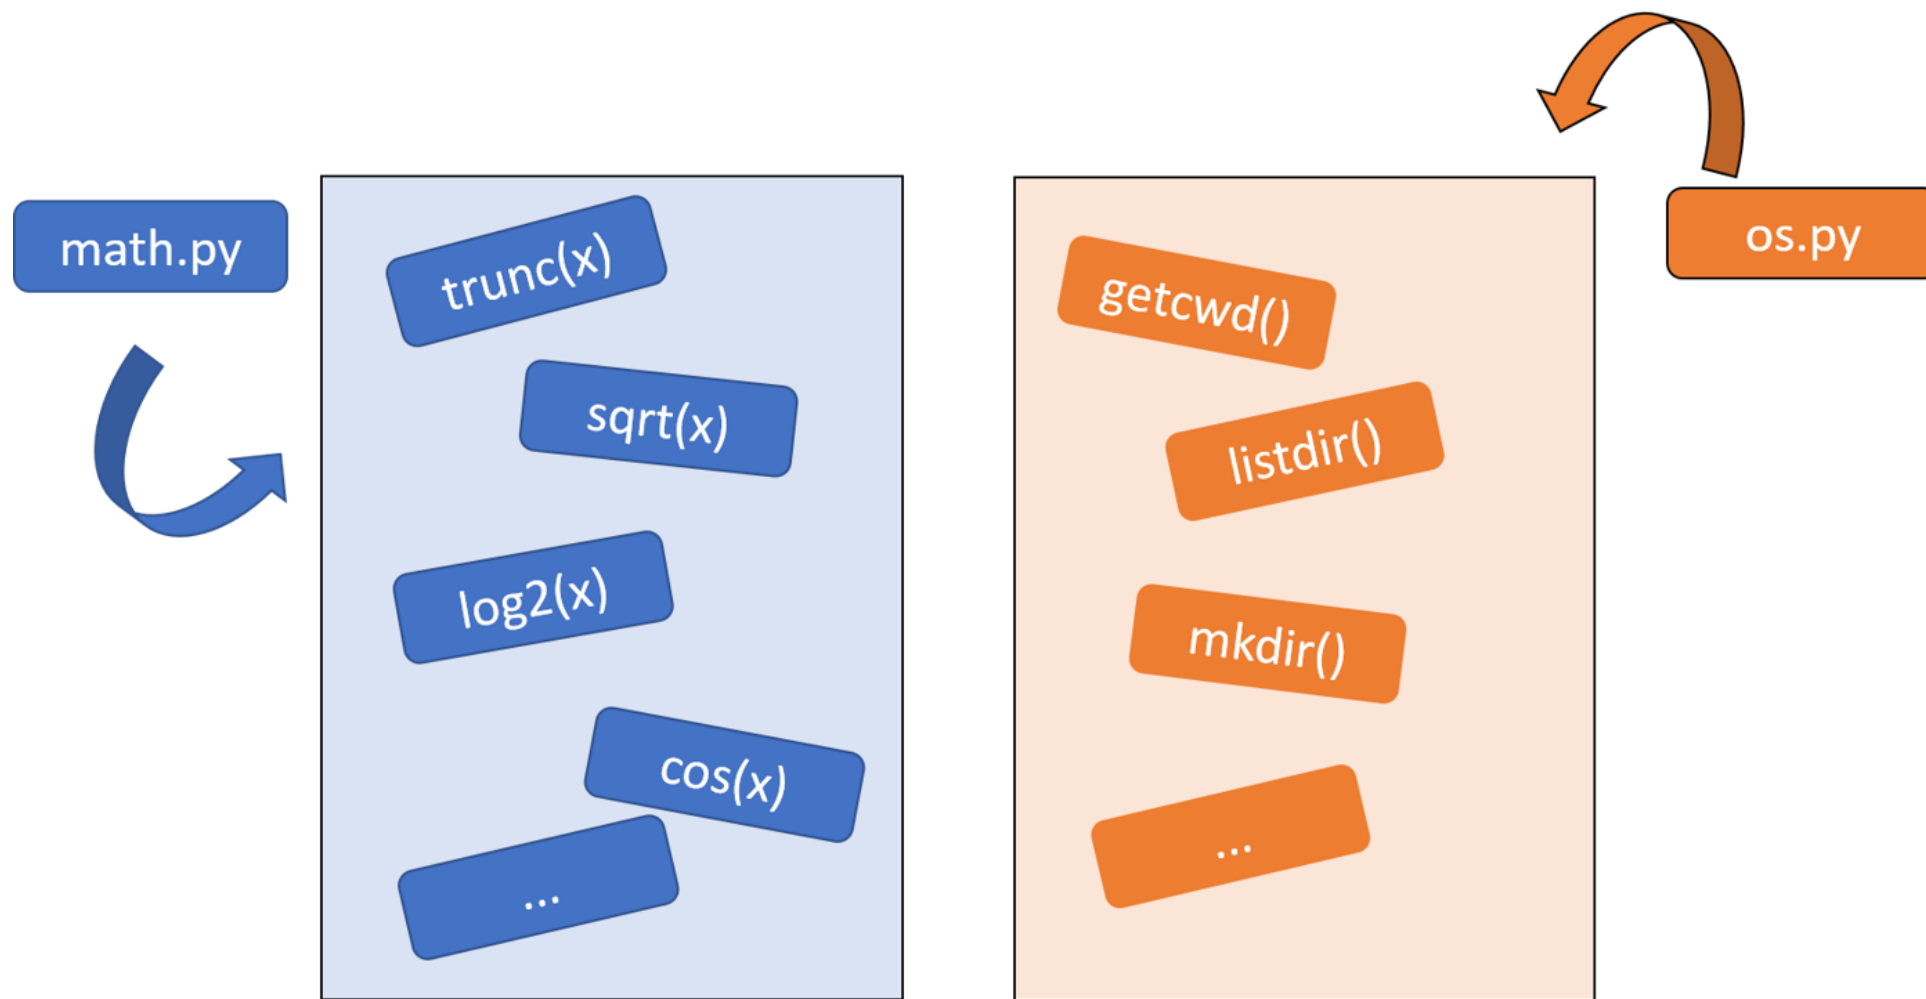 math.py
trunc(x)
sqrt(x)
log2(x)
cos(x)
...
getcwd()
listdir()
mkdir()
...
os.py